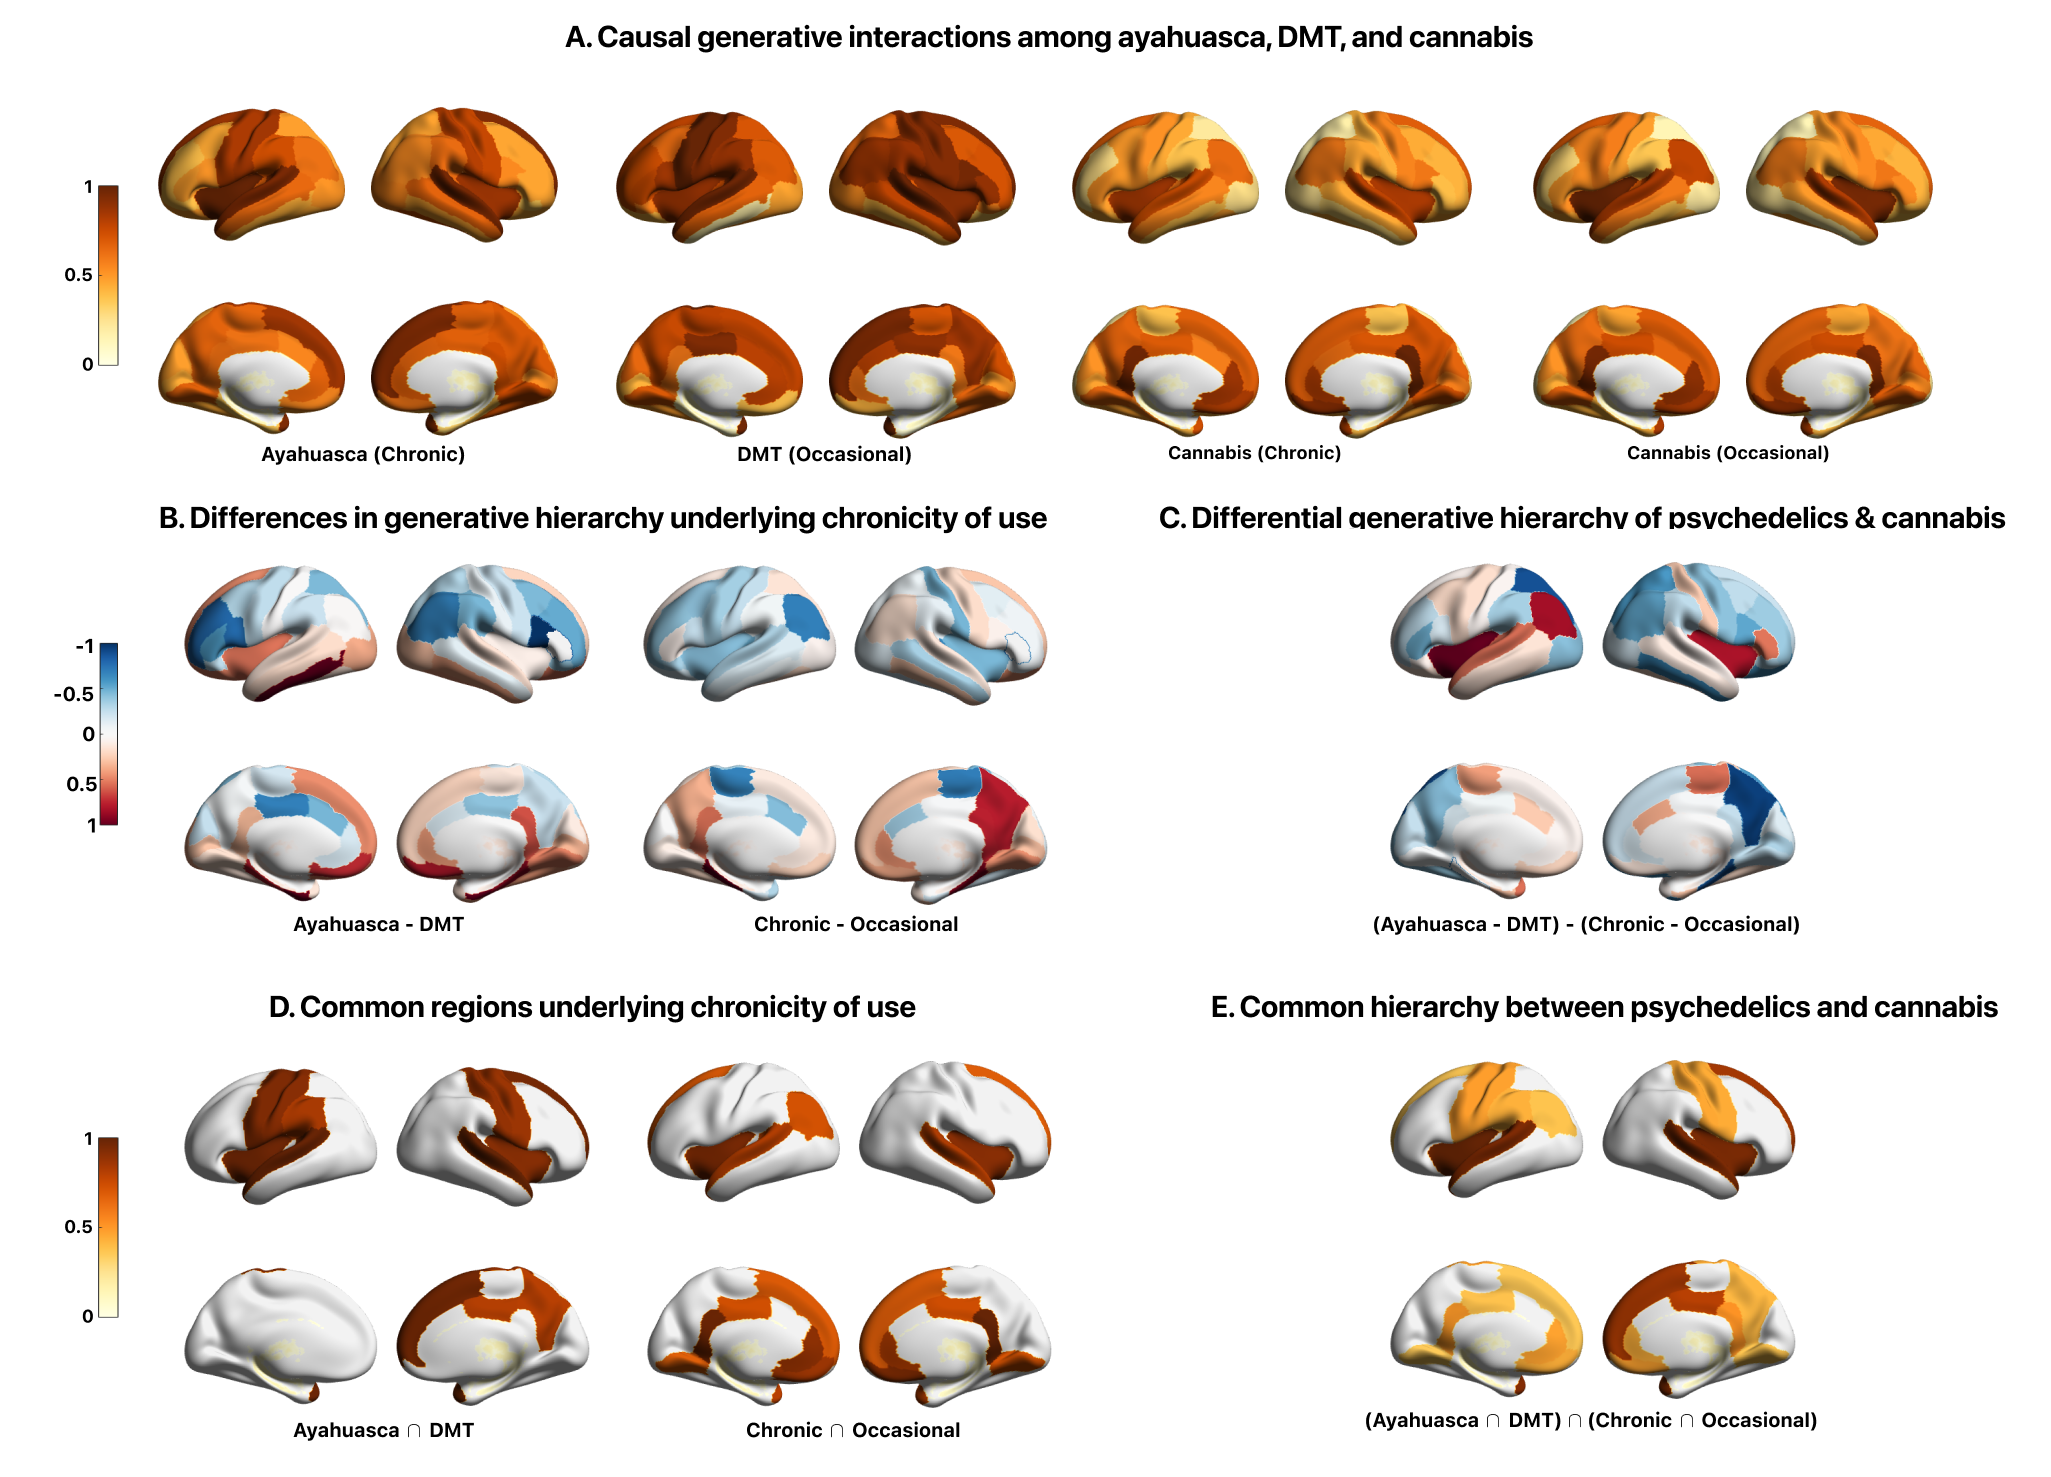 A. Causal generative interactions among ayahuasca, DMT, and cannabis
1
0.5
0
Ayahuasca (Chronic)
DMT (Occasional)
Cannabis (Chronic)
Cannabis (Occasional)
B. Differences in generative hierarchy underlying chronicity of use
C. Differential generative hierarchy of psychedelics & cannabis
-1
-0.5
0
0.5
1
Ayahuasca - DMT
Chronic - Occasional
(Ayahuasca - DMT) - (Chronic - Occasional)
D. Common regions underlying chronicity of use
E. Common hierarchy between psychedelics and cannabis
1
0.5
0
Ayahuasca ∩ DMT
Chronic ∩ Occasional
(Ayahuasca ∩ DMT) ∩ (Chronic ∩ Occasional)